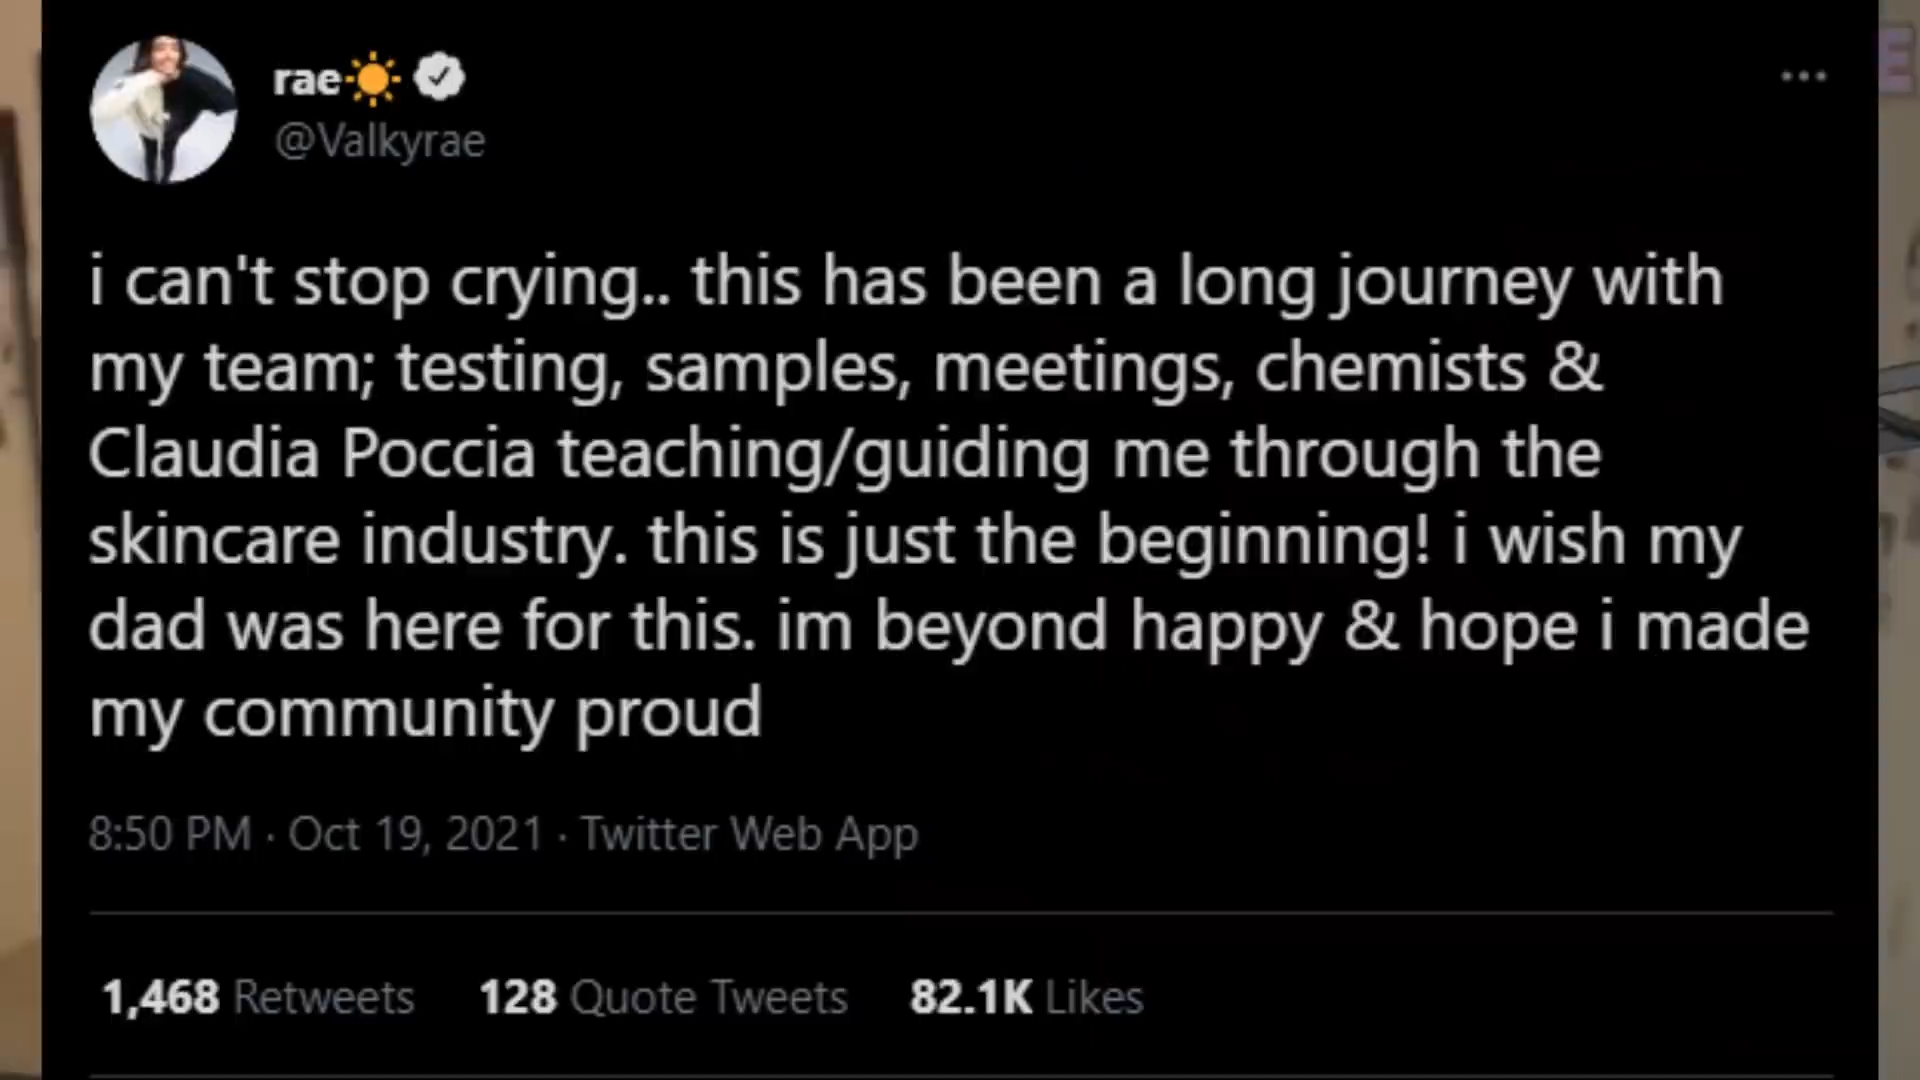 rae☀️
@Valkyrae
i can't stop crying.. this has been a long journey with
my team; testing, samples, meetings, chemists &
Claudia Poccia teaching/guiding me through the
skincare industry. this is just the beginning! i wish my
dad was here for this. im beyond happy & hope i made
my community proud
8:50 PM · Oct 19, 2021 · Twitter Web App
1,468 Retweets 128 Quote Tweets 82.1K Likes